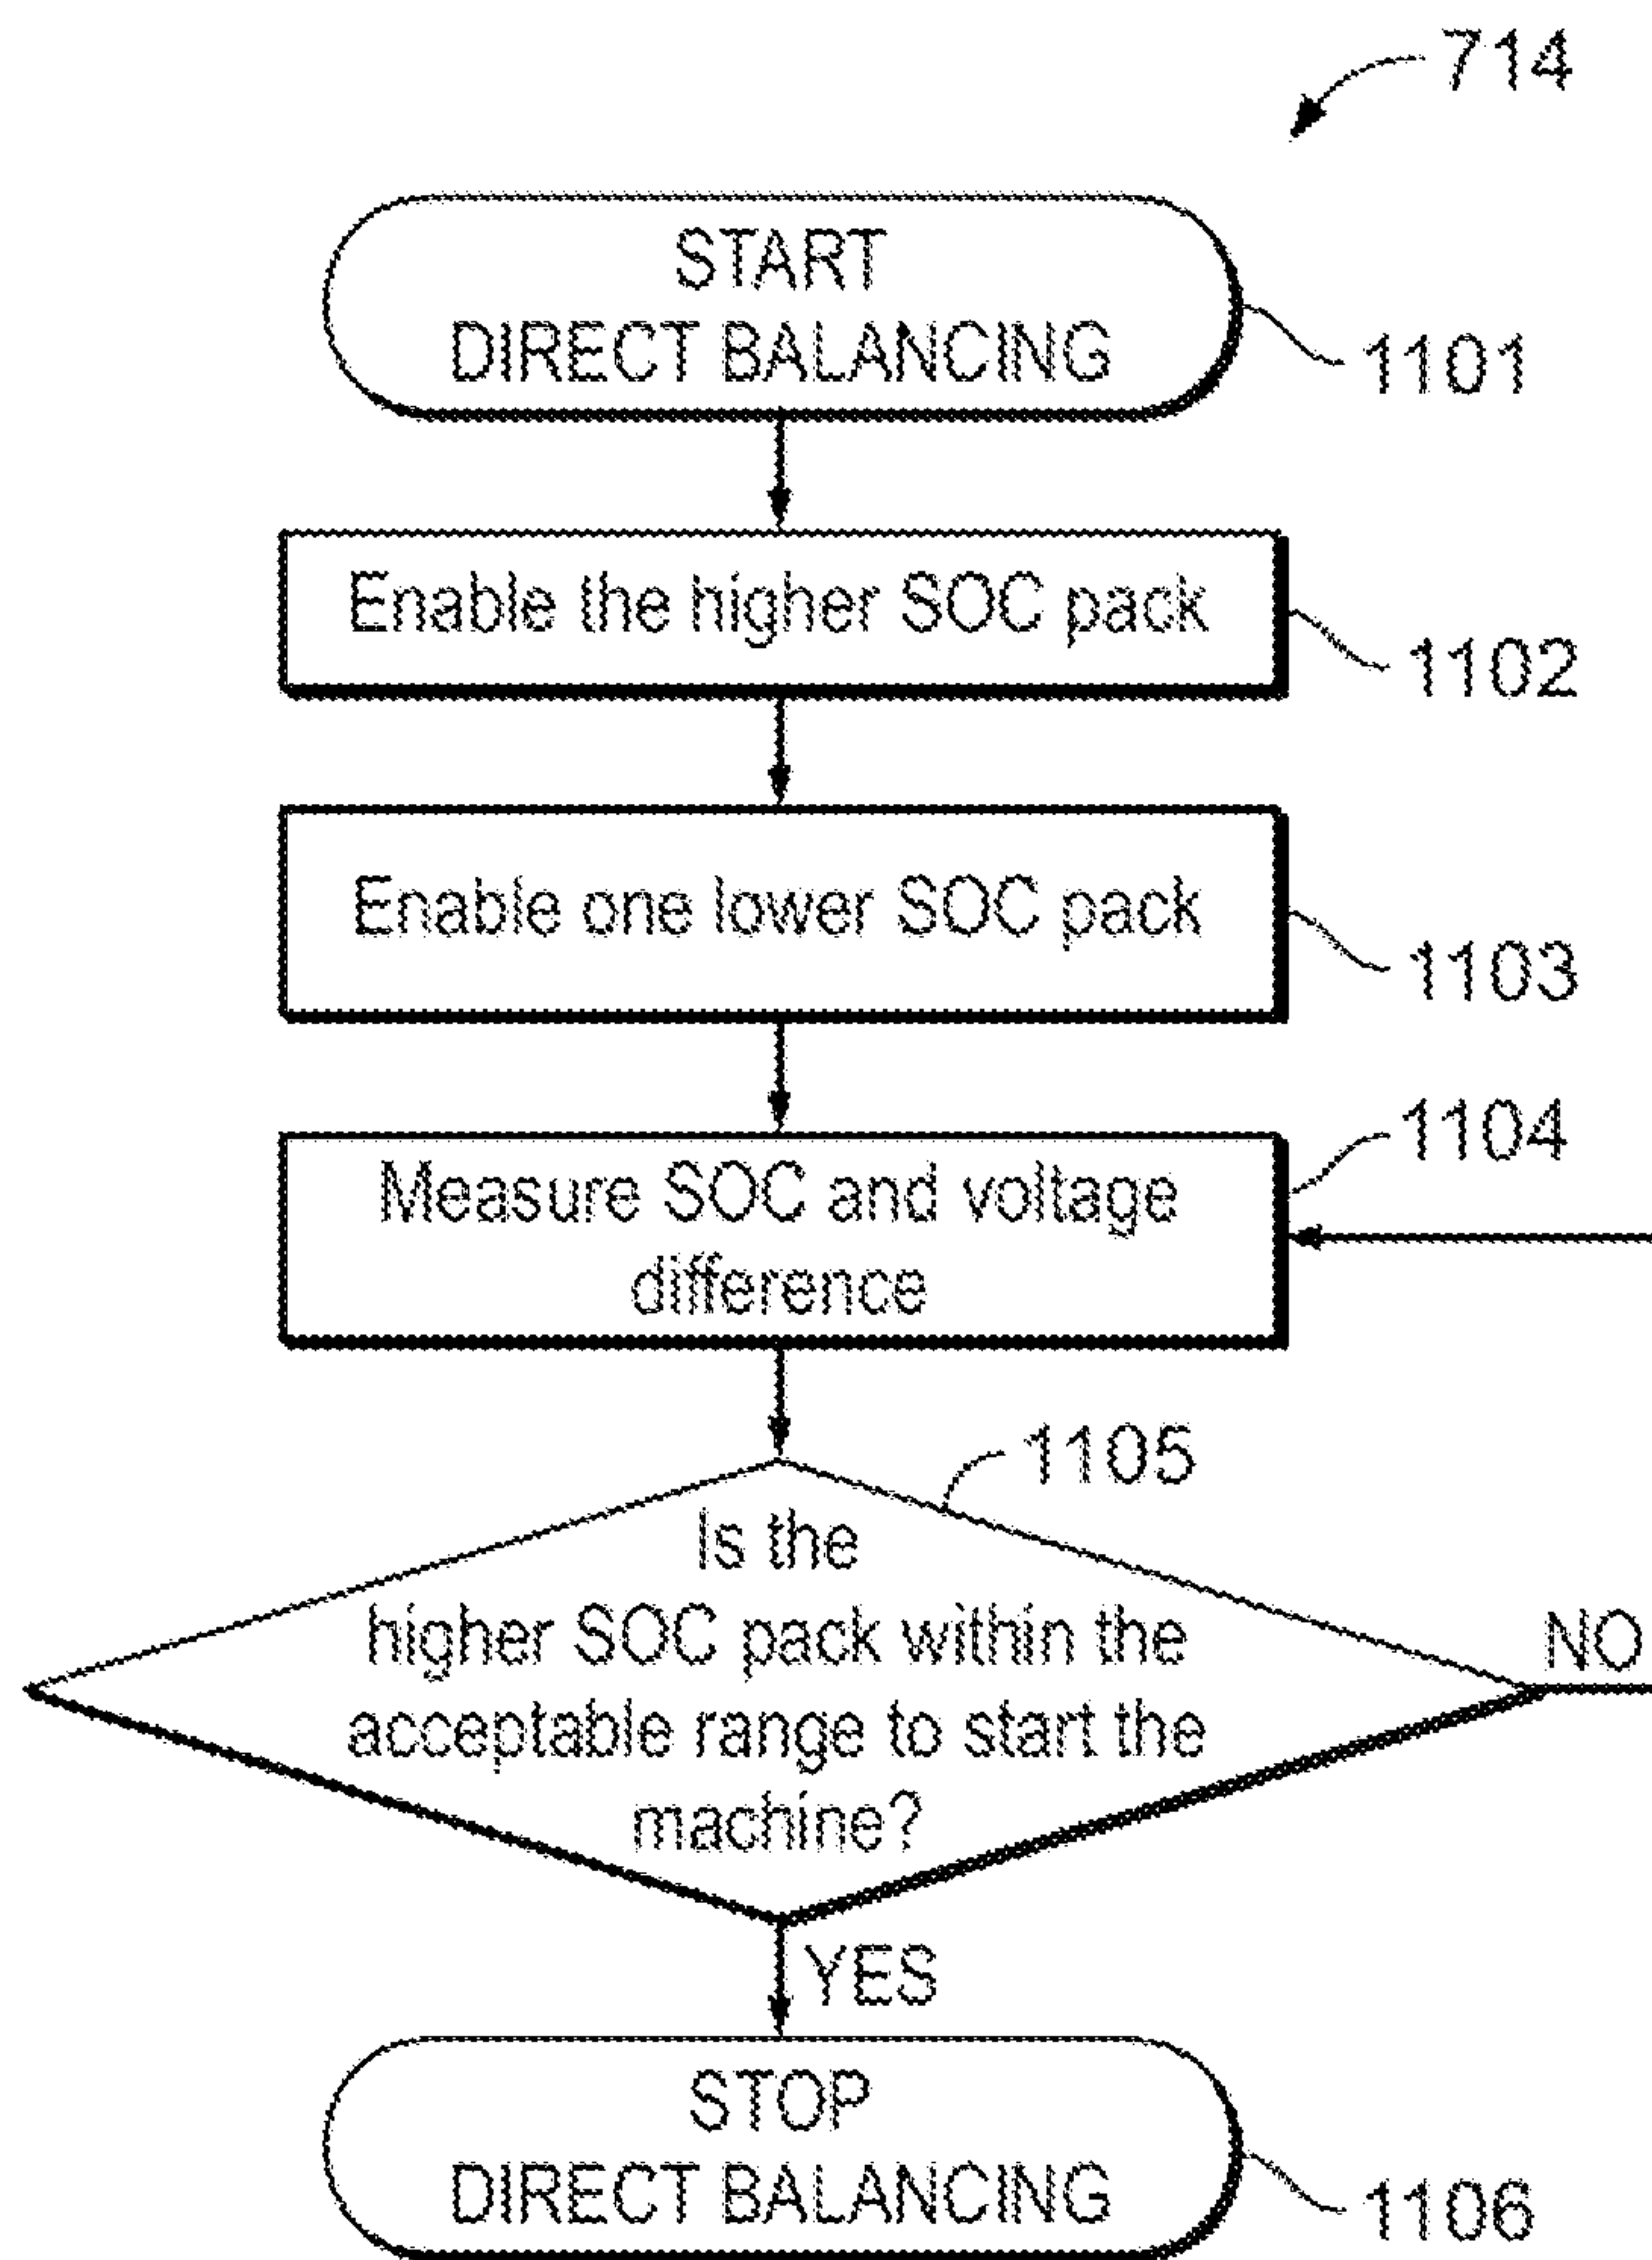 714
START
DIRECT BALANCING
1101
Enable the higher SOC pack
1102
Enable one lower SOC pack
1103
1104
Measure SOC and voltage
difference
1105
Is the
higher SOC pack within the
acceptable range to start the
machine?
NO
YES
STOP
DIRECT BALANCING
1106